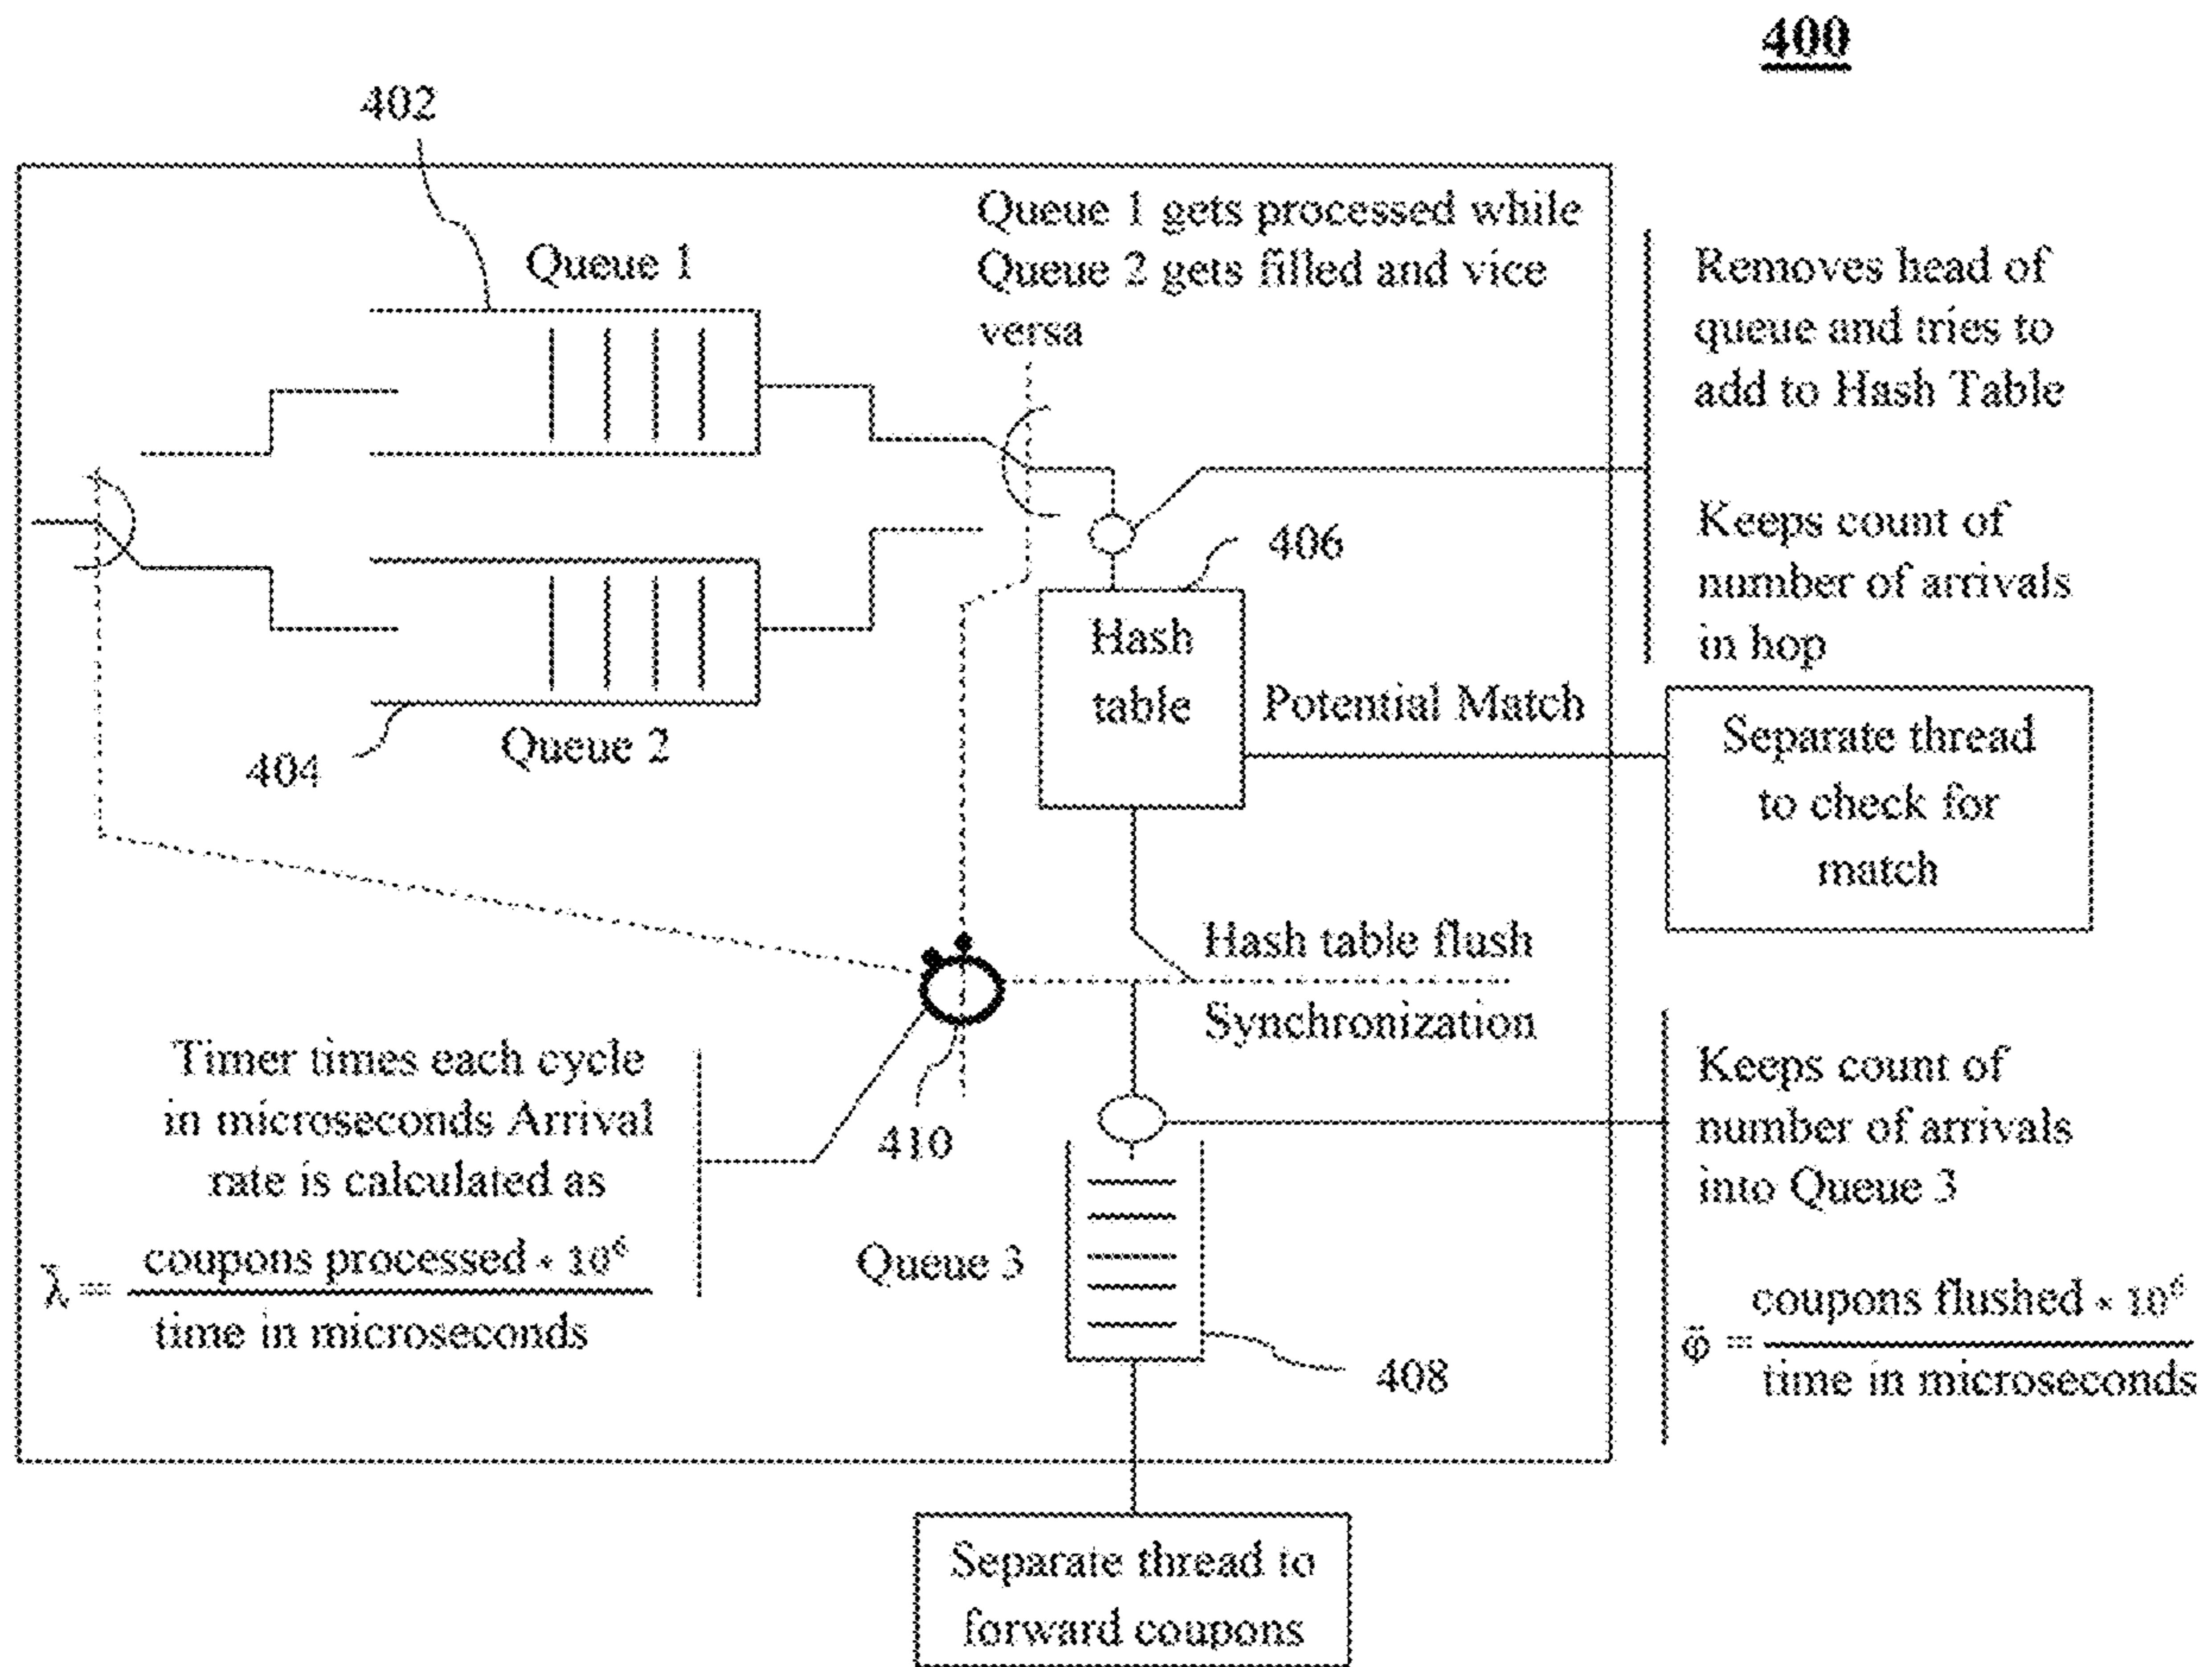 400
402
Queue 1 gets processed while
Queue 2 gets filled and vice
versa
Queue 1
Removes head of
queue and tries to
add to Hash Table
Keeps count of
number of arrivals
in hop
406
Hash
table
Potential Match
Queue 2
404
Separate thread
to check for
match
Hash table flush
Synchronization
Timer times each cycle
in microseconds Arrival
rate is calculated as
λ̄ = coupons processed * 10⁶
time in microseconds
410
Queue 3
408
Keeps count of
number of arrivals
into Queue 3
φ̈ = coupons flushed * 10⁶
time in microseconds
Separate thread to
forward coupons